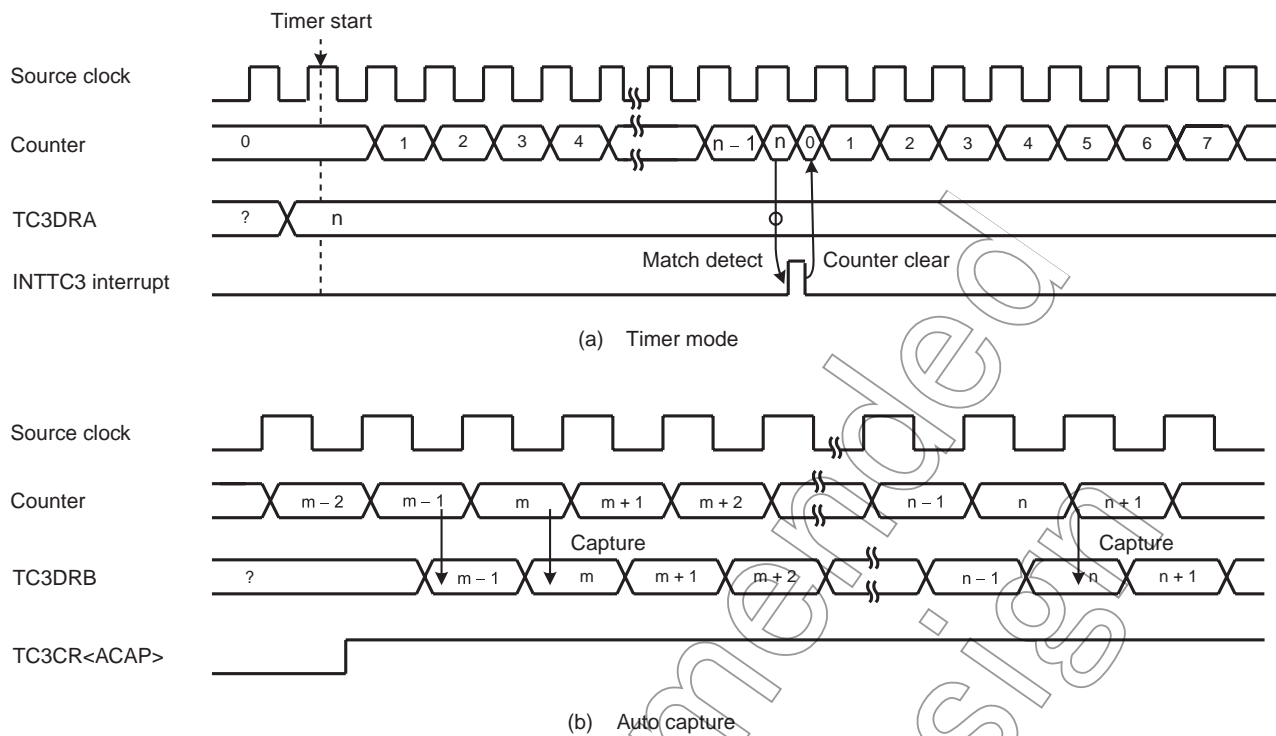 Timer start
Source clock
Counter
0 1 2 3 4 n – 1 n 0 1 2 3 4 5 6 7
TC3DRA
? n
Match detect Counter clear
INTTC3 interrupt
(a) Timer mode
Source clock
Counter
m – 2 m – 1 m m + 1 m + 2 n – 1 n n + 1
Capture Capture
TC3DRB
? m – 1 m m + 1 m + 2 n – 1 n n + 1
TC3CR<ACAP>
(b) Auto capture
mended
sign